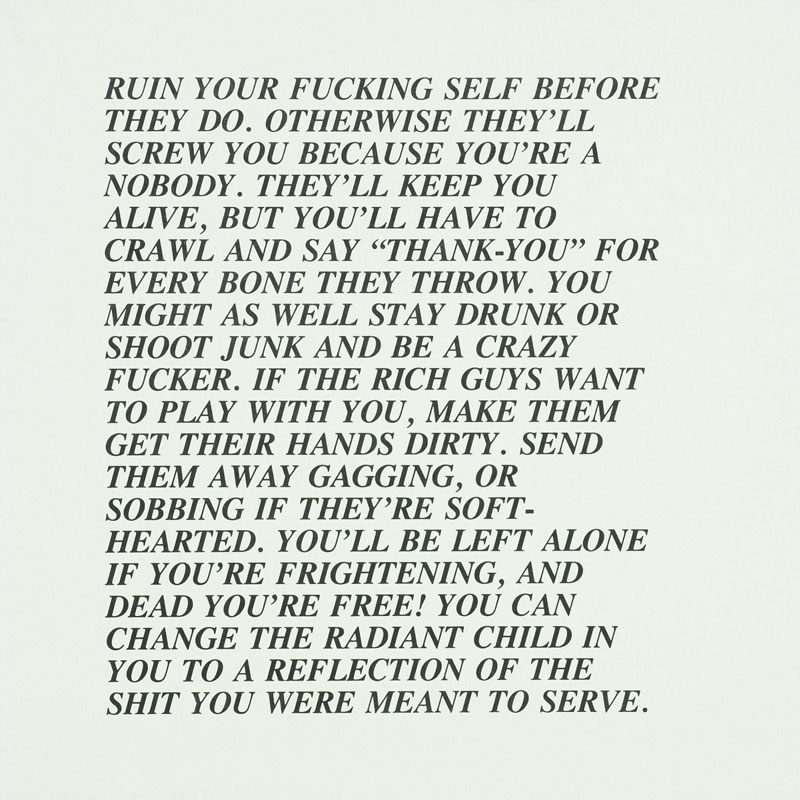 RUIN YOUR FUCKING SELF BEFORE
THEY DO. OTHERWISE THEY’LL
SCREW YOU BECAUSE YOU’RE A
NOBODY. THEY’LL KEEP YOU
ALIVE, BUT YOU’LL HAVE TO
CRAWL AND SAY “THANK-YOU” FOR
EVERY BONE THEY THROW. YOU
MIGHT AS WELL STAY DRUNK OR
SHOOT JUNK AND BE A CRAZY
FUCKER. IF THE RICH GUYS WANT
TO PLAY WITH YOU, MAKE THEM
GET THEIR HANDS DIRTY. SEND
THEM AWAY GAGGING, OR
SOBBING IF THEY’RE SOFT-
HEARTED. YOU’LL BE LEFT ALONE
IF YOU’RE FRIGHTENING, AND
DEAD YOU’RE FREE! YOU CAN
CHANGE THE RADIANT CHILD IN
YOU TO A REFLECTION OF THE
SHIT YOU WERE MEANT TO SERVE.